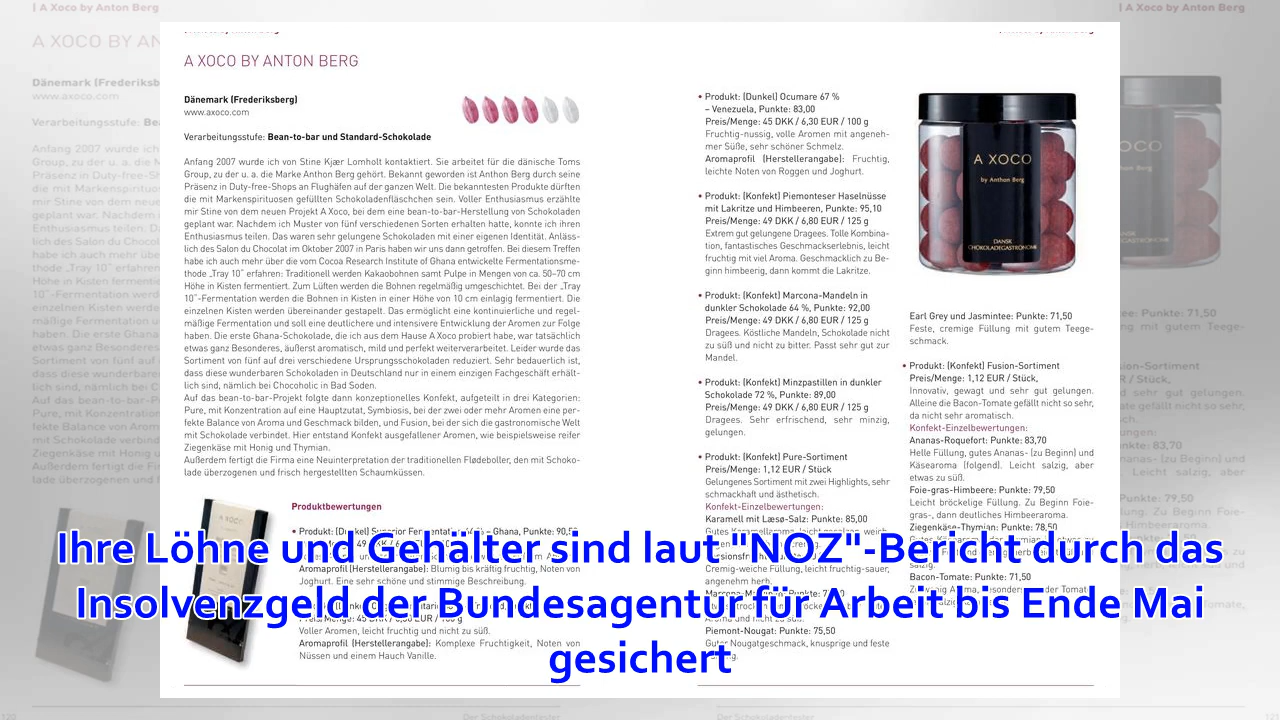 | A Xoco by Anton Berg
A XOCO BY ANTON BERG
Dänemark (Frederiksberg)
www.axoco.com
Verarbeitungsstufe: Bean-to-bar und Standard-Schokolade
Anfang 2007 wurde ich von Stine Kjær Lornholt kontaktiert. Sie arbeitet für die dänische Toms
Group, zu der u. a. die Marke Anton Berg gehört. Bekannt geworden ist Anton Berg durch seine
Präsenz in Duty-free-Shops in Flughäfen auf der ganzen Welt. Die bekanntesten Produkte dürften
die mit Markenspirituosen gefüllten Schokoladenfläschchen sein. Voller Enthusiasmus erzählte
mir Stine von dem neuen Projekt A Xoco, bei dem eine bean-to-bar-Herstellung von Schokoladen
geplant war. Nachdem ich Muster von fünf verschiedenen Sorten erhalten hatte, konnte ich ihren
Enthusiasmus teilen. Das waren sehr gelungene Schokoladen mit einer eigenen Identität. Anläss-
lich des Salon du Chocolat im Oktober 2007 in Paris haben wir uns dann getroffen. Bei diesem Treffen
habe ich auch mehr über die vom Cocoa Research Institute of Ghana entwickelte Fermentationsme-
thode „Tray 10“ erfahren: Traditionell werden Kakaobohnen samt Pulpe in Mengen von ca. 50–70 cm
Höhe in Kisten fermentiert. Zum Lüften werden die Bohnen regelmäßig umgeschichtet. Bei der „Tray
10“-Fermentation werden die Bohnen in Kisten in einer Höhe von 10 cm einlagig fermentiert. Die
einzelnen Kisten werden übereinander gestapelt. Das ermöglicht eine kontinuierliche und regel-
mäßige Fermentation und soll eine deutlichere und intensivere Entwicklung der Aromen zur Folge
haben. Die erste Ghana-Schokolade, die ich aus dem Hause A Xoco probiert habe, war tatsächlich
etwas ganz Besonderes, äußerst aromatisch, mild und perfekt weiterverarbeitet. Leider wurde das
Sortiment von fünf auf drei verschiedene Ursprungsschokoladen reduziert. Sehr bedauerlich ist,
dass diese wunderbaren Schokoladen in Deutschland nur in einem einzigen Fachgeschäft erhält-
lich sind, nämlich bei Chocoholic in Bad Soden.
Auf das bean-to-bar-Projekt folgte dann konzeptionelles Konfekt, aufgeteilt in drei Kategorien:
Pure, mit Konzentration auf eine Hauptzutat, Symbiosis, bei der zwei oder mehr Aromen eine per-
fekte Balance von Aroma und Geschmack bilden, und Fusion, bei der sich die gastronomische Welt
mit Schokolade verbindet. Hier entstand Konfekt ausgefallener Aromen, wie beispielsweise reifer
Ziegenkäse mit Honig und Thymian.
Außerdem fertigt die Firma eine Neuinterpretation der traditionellen Flødeboller, den mit Schoko-
lade überzogenen und frisch hergestellten Schaumküssen.
Produktbewertungen
• Produkt: (Dunkel) Superior Fermentation Ghana, Punkte: 90,50
Aromaprofil (Herstellerangabe): Blumig bis kräftig fruchtig, Noten von
Joghurt. Eine sehr schöne und stimmige Beschreibung.
Voller Aromen, leicht fruchtig und nicht zu süß.
Aromaprofil (Herstellerangabe): Komplexe Fruchtigkeit, Noten von
Nüssen und einem Hauch Vanille.
• Produkt: (Dunkel) Ocumare 67 %
– Venezuela, Punkte: 83,00
Preis/Menge: 45 DKK / 6,30 EUR / 100 g
Fruchtig-nussig, volle Aromen mit angeneh-
mer Süße, sehr schöner Schmelz.
Aromaprofil (Herstellerangabe): Fruchtig,
leichte Noten von Roggen und Joghurt.
• Produkt: (Konfekt) Piemonteser Haselnüsse
mit Lakritze und Himbeeren, Punkte: 95,10
Preis/Menge: 49 DKK / 6,80 EUR / 125 g
Extrem gut gelungene Dragees. Tolle Kombina-
tion, fantastisches Geschmackserlebnis, leicht
fruchtig mit viel Aroma. Geschmacklich zu Be-
ginn himbeerig, dann kommt die Lakritze.
• Produkt: (Konfekt) Marcona-Mandeln in
dunkler Schokolade 64 %, Punkte: 92,00
Preis/Menge: 49 DKK / 6,80 EUR / 125 g
Dragees. Köstliche Mandeln, Schokolade nicht
zu süß und nicht zu bitter. Passt sehr gut zur
Mandel.
• Produkt: (Konfekt) Minzpastillen in dunkler
Schokolade 72 %, Punkte: 89,00
Preis/Menge: 49 DKK / 6,80 EUR / 125 g
Dragees. Sehr erfrischend, sehr minzig,
gelungen.
• Produkt: (Konfekt) Pure-Sortiment
Preis/Menge: 1,12 EUR / Stück
Gelungenes Sortiment mit zwei Highlights, sehr
schmackhaft und ästhetisch.
Konfekt-Einzelbewertungen:
Karamell mit Læsø-Salz: Punkte: 85,00
Cremig-weiche Füllung, leicht fruchtig-sauer,
angenehm herb.
Piemont-Nougat: Punkte: 75,50
Guter Nougatgeschmack, knusprige und feste
A XOCO
by Anthon Berg
DANSK
CHOKOLADEGASTRONOMI
Earl Grey und Jasmintee: Punkte: 71,50
Feste, cremige Füllung mit gutem Teege-
schmack.
• Produkt: (Konfekt) Fusion-Sortiment
Preis/Menge: 1,12 EUR / Stück,
Innovativ, gewagt und sehr gut gelungen.
Alleine die Bacon-Tomate gefällt nicht so sehr,
da nicht sehr aromatisch.
Konfekt-Einzelbewertungen:
Ananas-Roquefort: Punkte: 83,70
Helle Füllung, gutes Ananas- (zu Beginn) und
Käsearoma (folgend). Leicht salzig, aber
etwas zu süß.
Foie-gras-Himbeere: Punkte: 79,50
Leicht bröckelige Füllung. Zu Beginn Foie-
gras-, dann deutliches Himbeeraroma.
Ziegenkäse-Thymian: Punkte: 78,50
salzig.
Bacon-Tomate: Punkte: 71,50
Ihre Löhne und Gehälter sind laut "NOZ"-Bericht durch das
Insolvenzgeld der Bundesagentur für Arbeit bis Ende Mai
gesichert
120
Der Schokoladentester